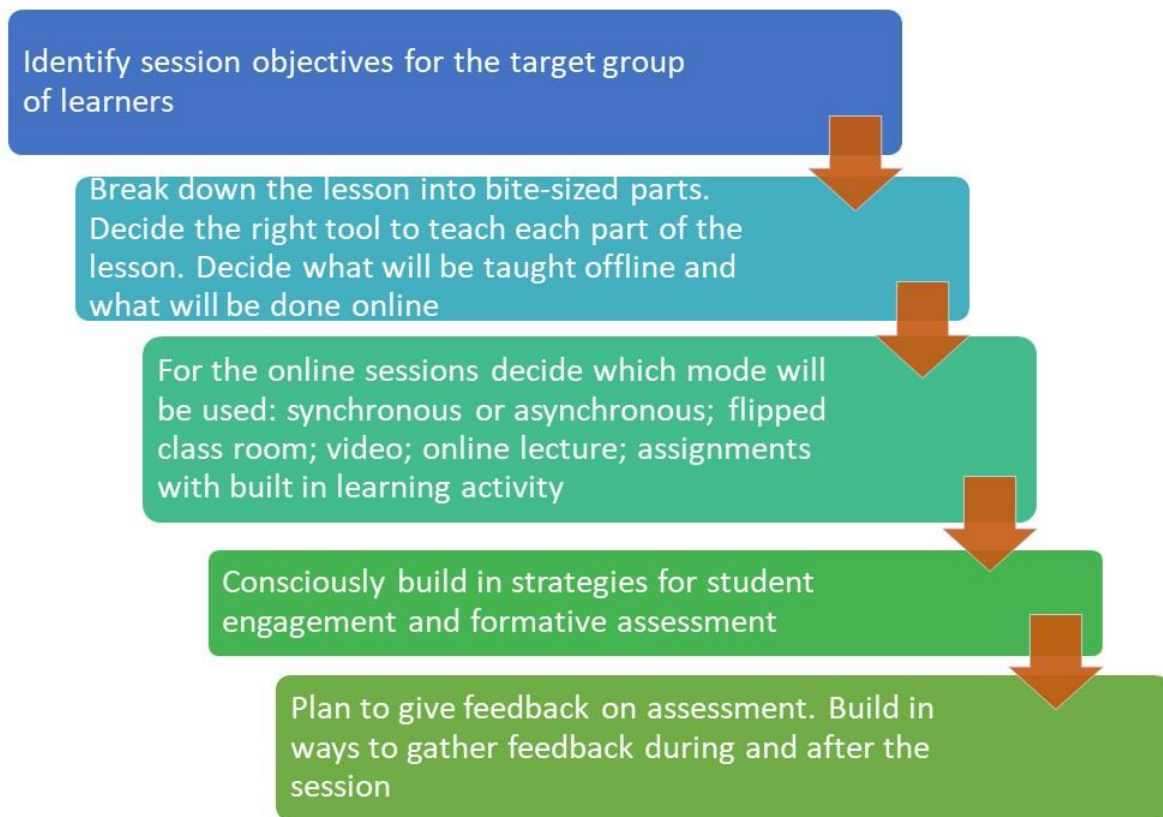 Identify session objectives for the target group
of learners
Break down the lesson into bite-sized parts.
Decide the right tool to teach each part of the
lesson. Decide what will be taught offline and
what will be done online
For the online sessions decide which mode will
be used: synchronous or asynchronous; flipped
class room; video; online lecture; assignments
with built in learning activity
Consciously build in strategies for student
engagement and formative assessment
Plan to give feedback on assessment. Build in
ways to gather feedback during and after the
session